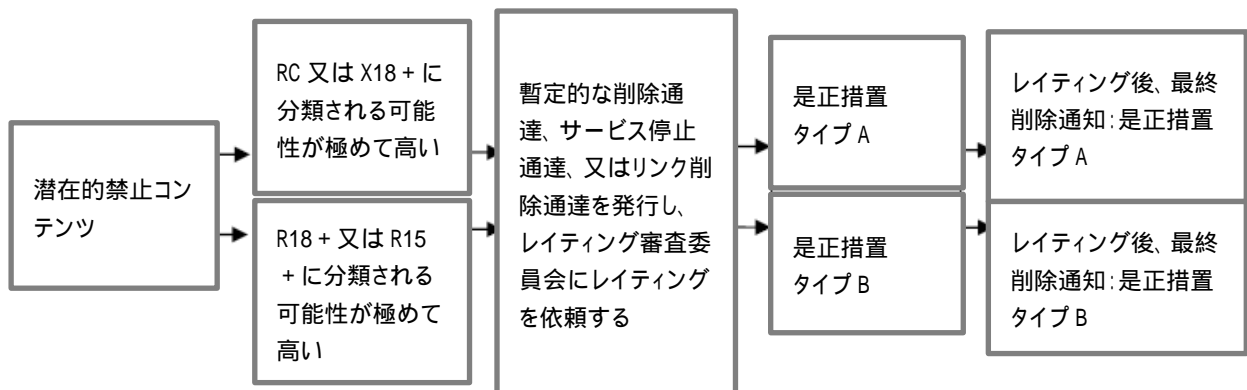 潜在的禁止コン
テンツ
RC 又は X18 + に
分類される可能
性が極めて高い
R18 + 又は R15
+ に分類される
可能性が極めて
高い
暫定的な削除通
達、サービス停止
通達、又はリンク削
除通達を発行し、
レイティング審査委
員会にレイティング
を依頼する
是正措置
タイプ A
是正措置
タイプ B
レイティング後、最終
削除通知：是正措置
タイプ A
レイティング後、最終
削除通知：是正措置
タイプ B